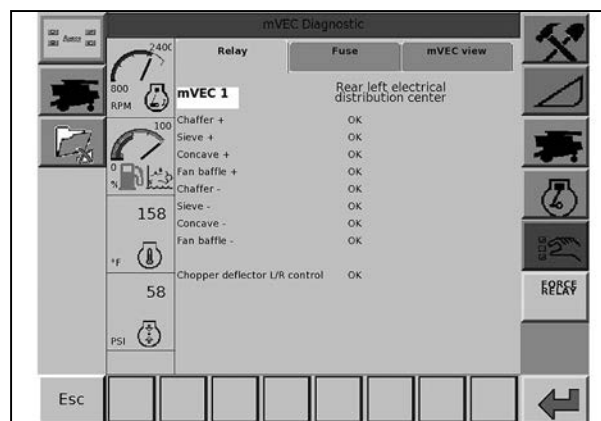 mVEC Diagnostic
Relay
Fuse
mVEC view
2400
800
RPM
mVEC 1
Rear left electrical
distribution center
100
0
%
Chaffer + OK
Sieve + OK
Concave + OK
Fan baffle + OK
Chaffer - OK
Sieve - OK
Concave - OK
Fan baffle - OK
Chopper deflector L/R control OK
158
°F
58
PSI
FORCE
RELAY
Esc